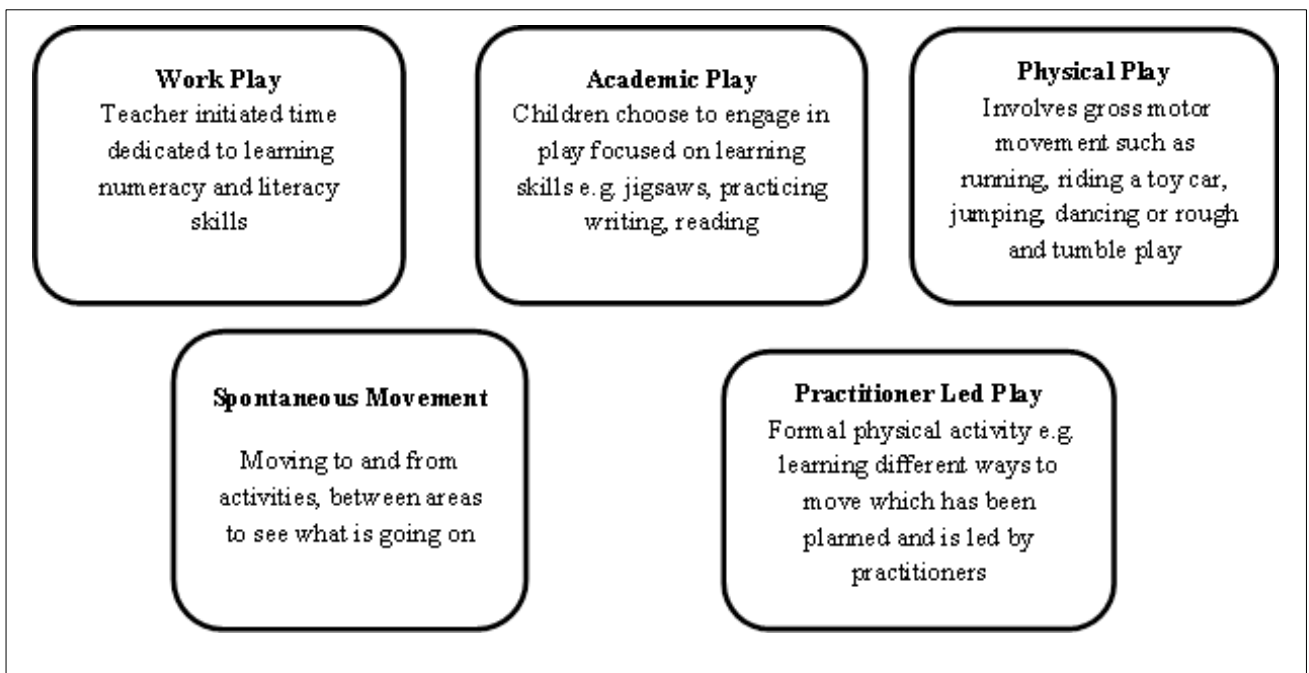 Work Play
Teacher initiated time
dedicated to learning
numeracy and literacy
skills
Academic Play
Children choose to engage in
play focused on learning
skills e.g. jigsaws, practicing
writing, reading
Physical Play
Involves gross motor
movement such as
running, riding a toy car,
jumping, dancing or rough
and tumble play
Spontaneous Movement
Moving to and from
activities, between areas
to see what is going on
Practitioner Led Play
Formal physical activity e.g.
learning different ways to
move which has been
planned and is led by
practitioners